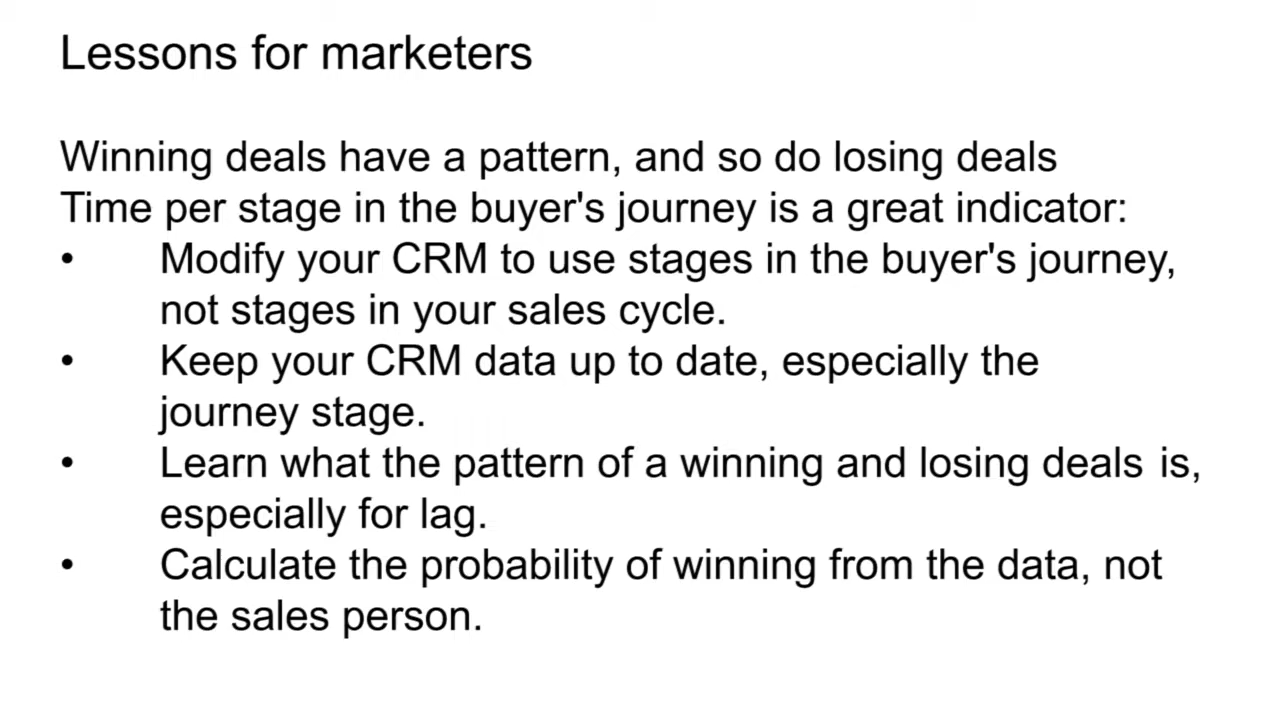 Lessons for marketers
Winning deals have a pattern, and so do losing deals
Time per stage in the buyer's journey is a great indicator:
• Modify your CRM to use stages in the buyer's journey,
not stages in your sales cycle.
• Keep your CRM data up to date, especially the
journey stage.
• Learn what the pattern of a winning and losing deals is,
especially for lag.
• Calculate the probability of winning from the data, not
the sales person.